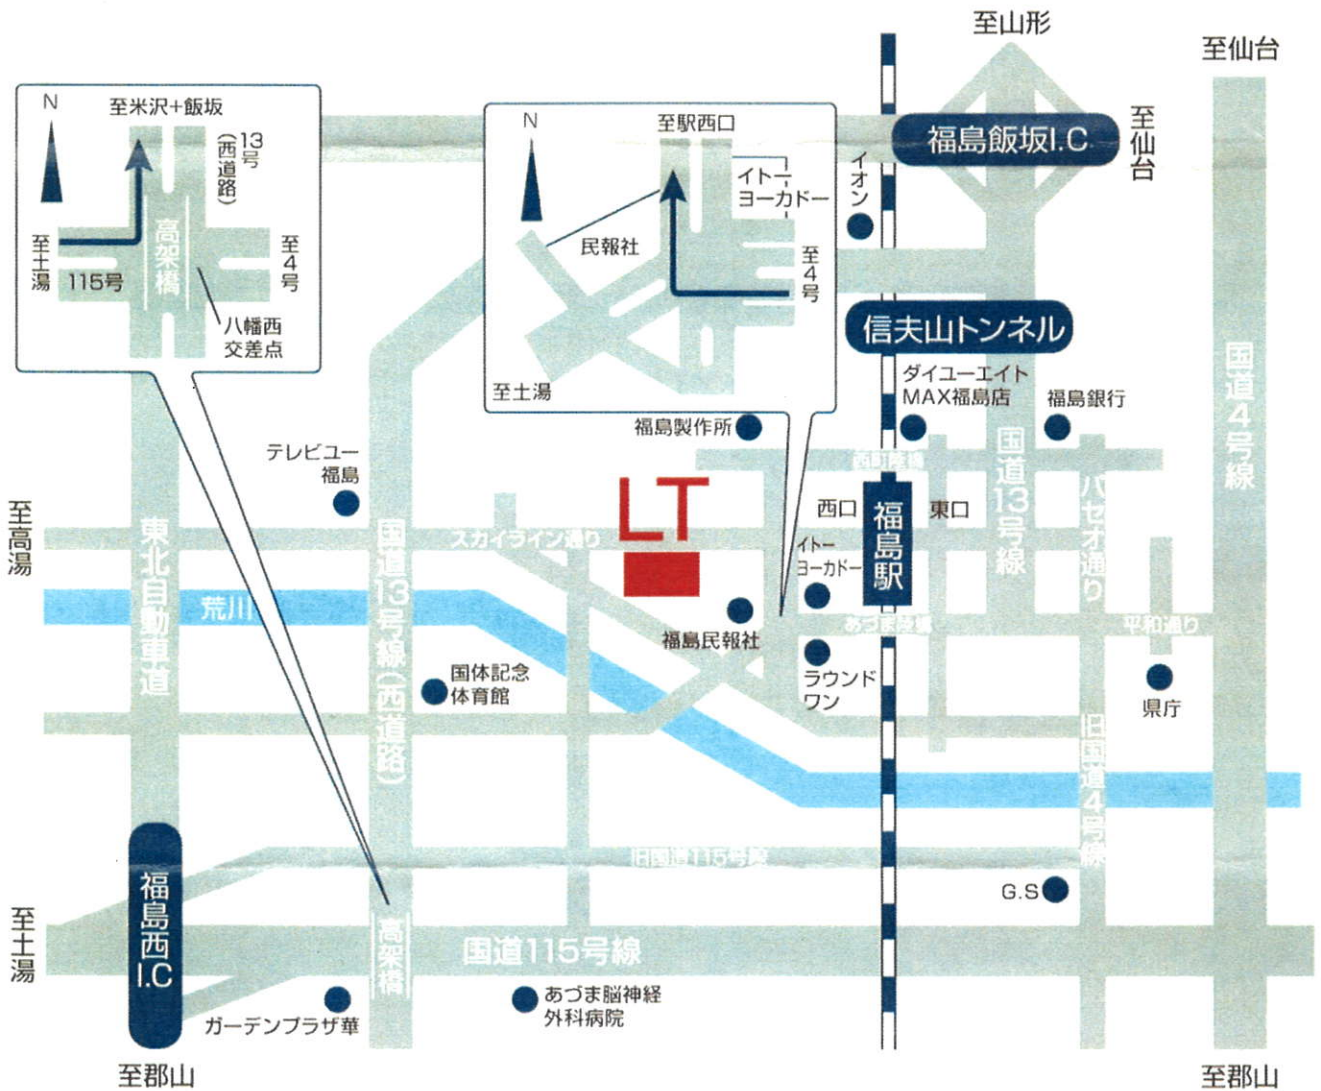 至山形
至仙台
N
至米沢+飯坂
13号
(西道路)
高架橋
至土湯
115号
至4号
八幡西
交差点
N
至駅西口
イトー
ヨーカドー
民報社
至4号
至土湯
イオン
福島飯坂I.C
至仙台
信夫山トンネル
ダイユーエイト
MAX福島店
福島銀行
国道4号線
福島製作所
西町陸橋
テレビユー
福島
LT
西口
福島駅
東口
国道13号線
パセオ通り
至高湯
東北自動車道
国道13号線(西道路)
スカイライン通り
イトー
ヨーカドー
荒川
福島民報社
あづま陸橋
平和通り
国体記念
体育館
ラウンド
ワン
県庁
旧国道4号線
旧国道115号線
G.S
至土湯
福島西I.C
高架橋
国道115号線
ガーデンプラザ華
あづま脳神経
外科病院
至郡山
至郡山